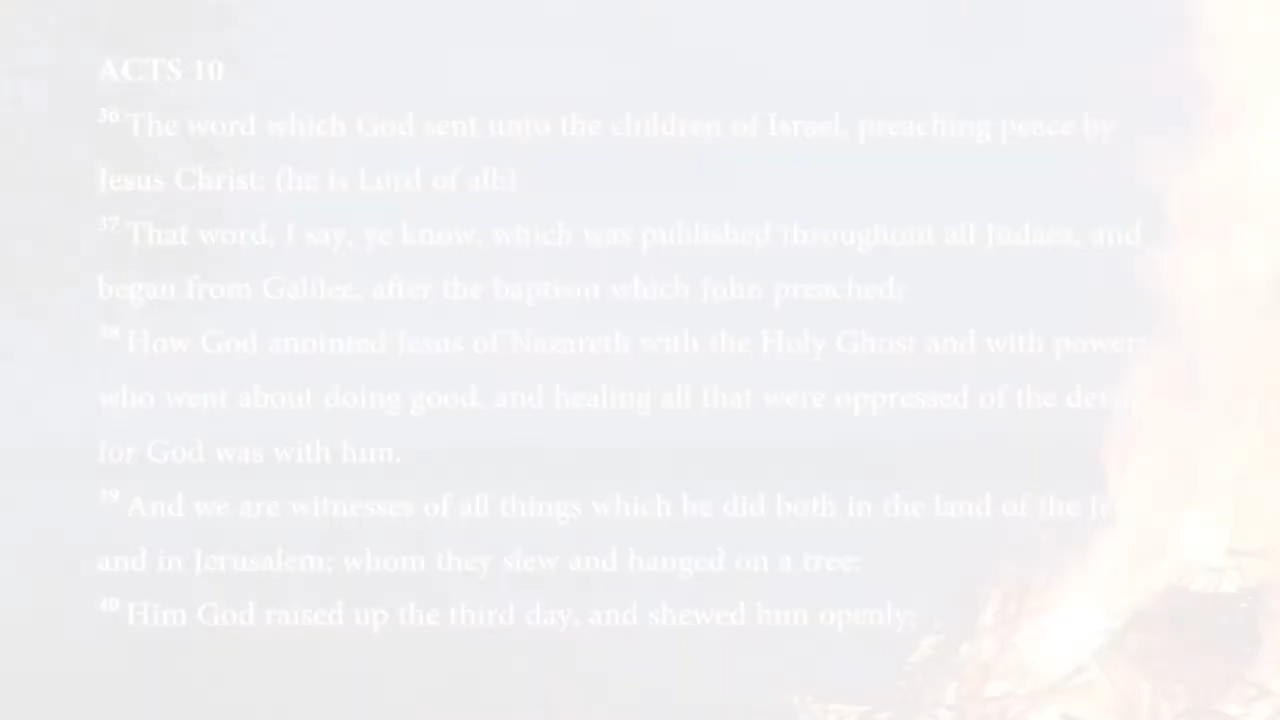 ACTS 10
36 The word which God sent unto the children of Israel, preaching peace by
Jesus Christ: (he is Lord of all:)
37 That word, I say, ye know, which was published throughout all Judaea, and
began from Galilee, after the baptism which John preached;
38 How God anointed Jesus of Nazareth with the Holy Ghost and with power:
who went about doing good, and healing all that were oppressed of the devil;
for God was with him.
39 And we are witnesses of all things which he did both in the land of the
and in Jerusalem; whom they slew and hanged on a tree:
40 Him God raised up the third day, and shewed him openly;